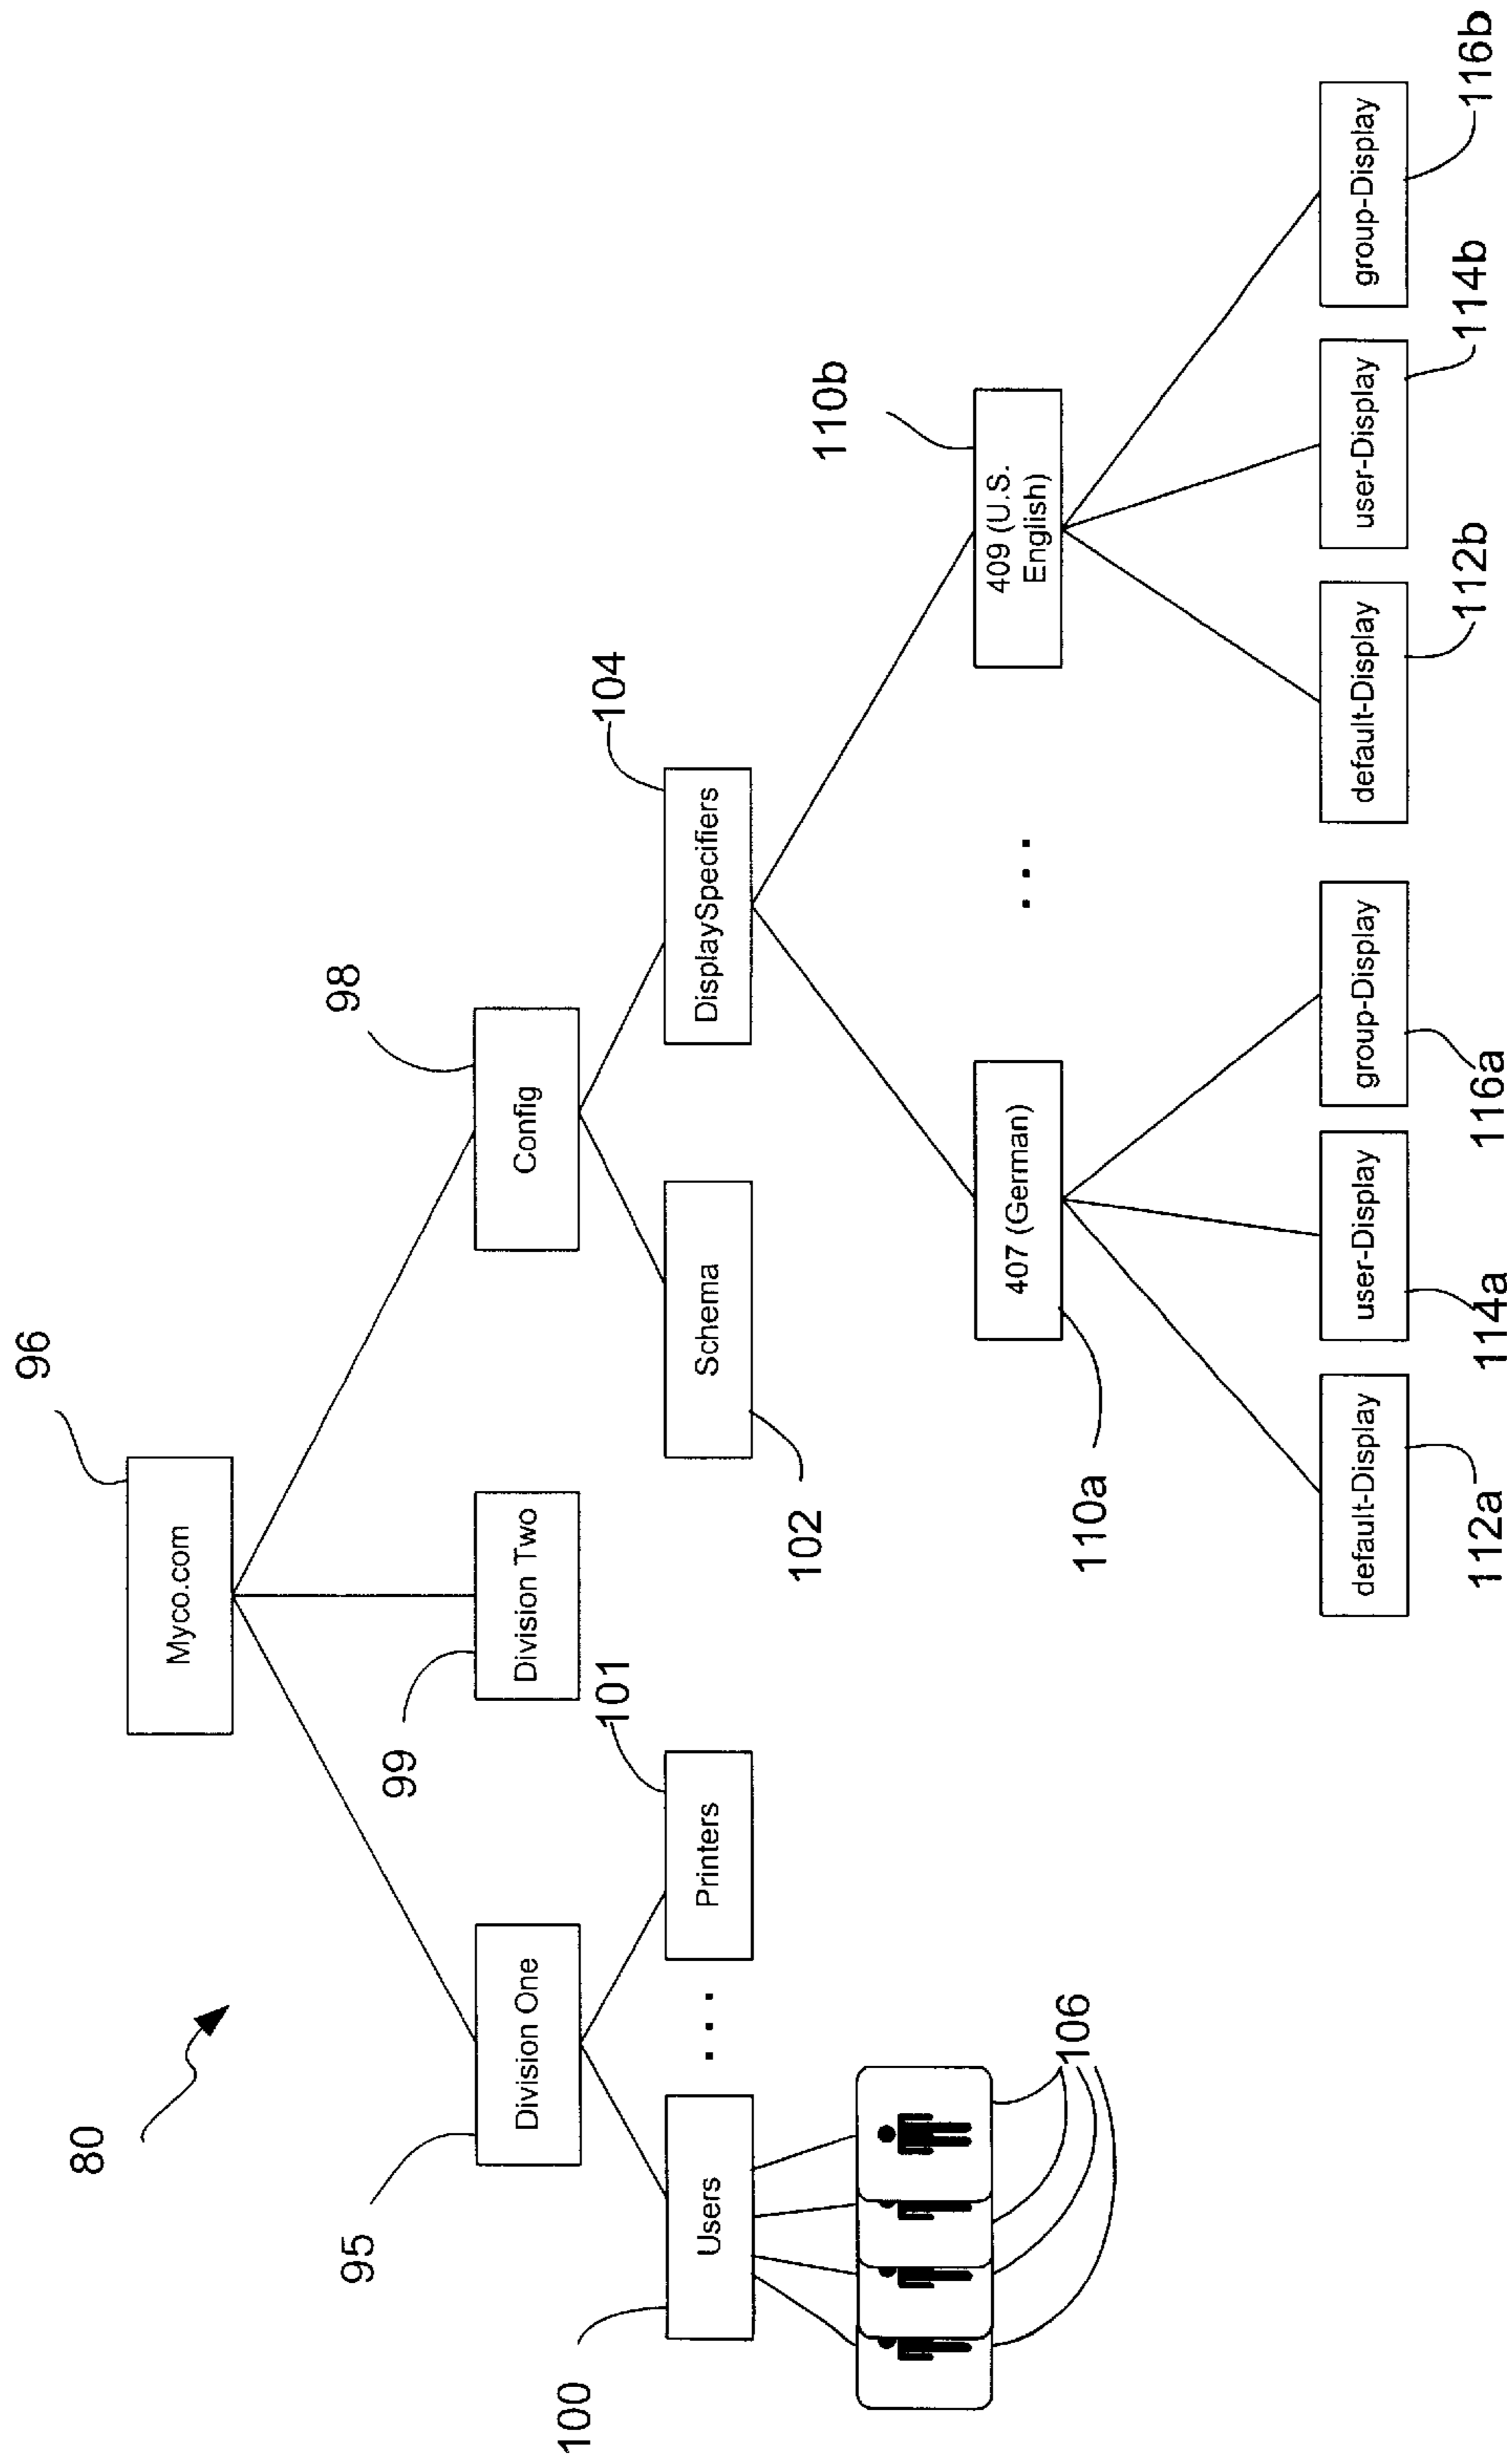 80
96
Myco.com
95
Division One
99
Division Two
98
Config
100
Users
. . .
Printers
101
102
Schema
DisplaySpecifiers
104
106
110a
407 (German)
. . .
409 (U.S.
English)
110b
default-Display
user-Display
group-Display
default-Display
user-Display
group-Display
112a
114a
116a
112b
114b
116b